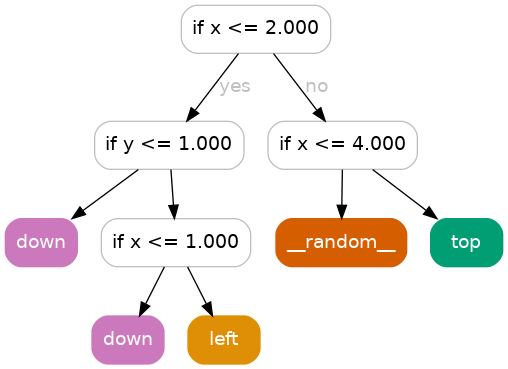 if x <= 2.000
yes
no
if y <= 1.000
if x <= 4.000
down
if x <= 1.000
__random__
top
down
left